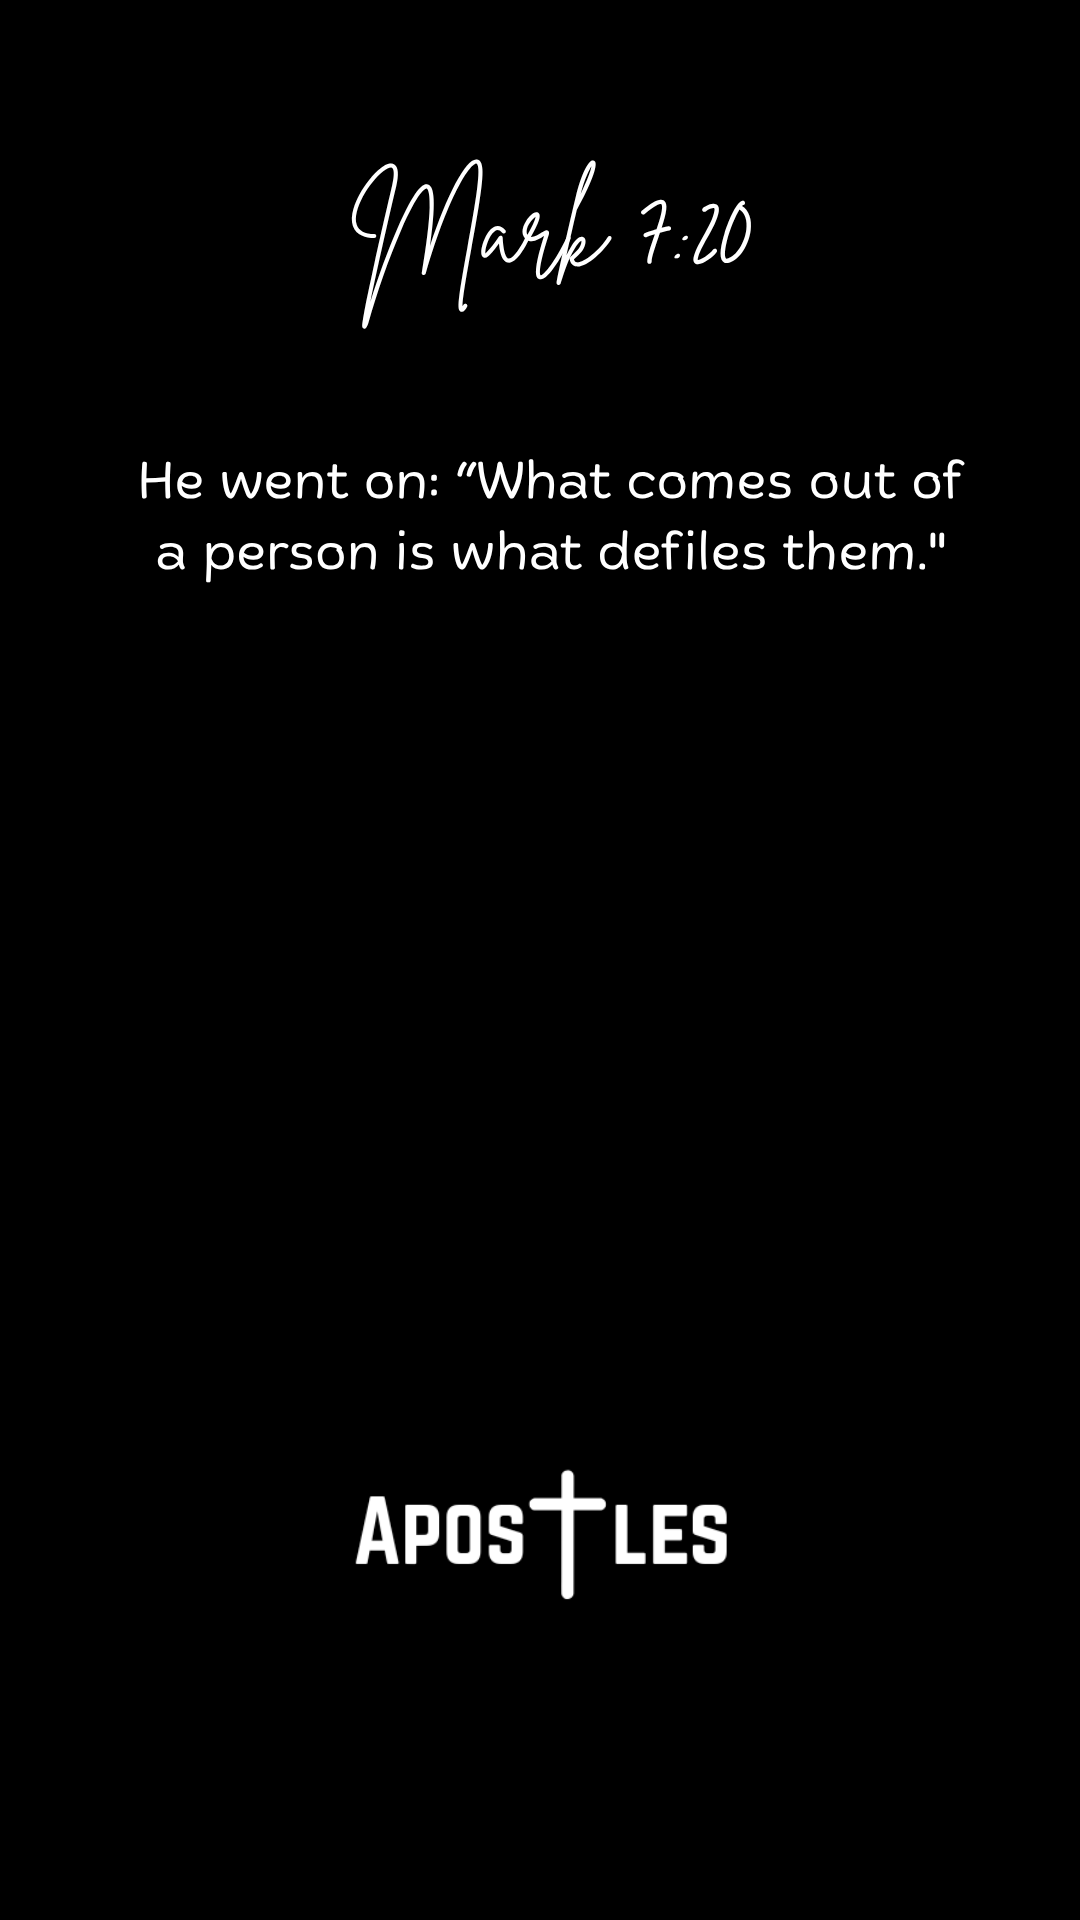 Mark 7:20
He went on: “What comes out of
a person is what defiles them."
APOSTLES